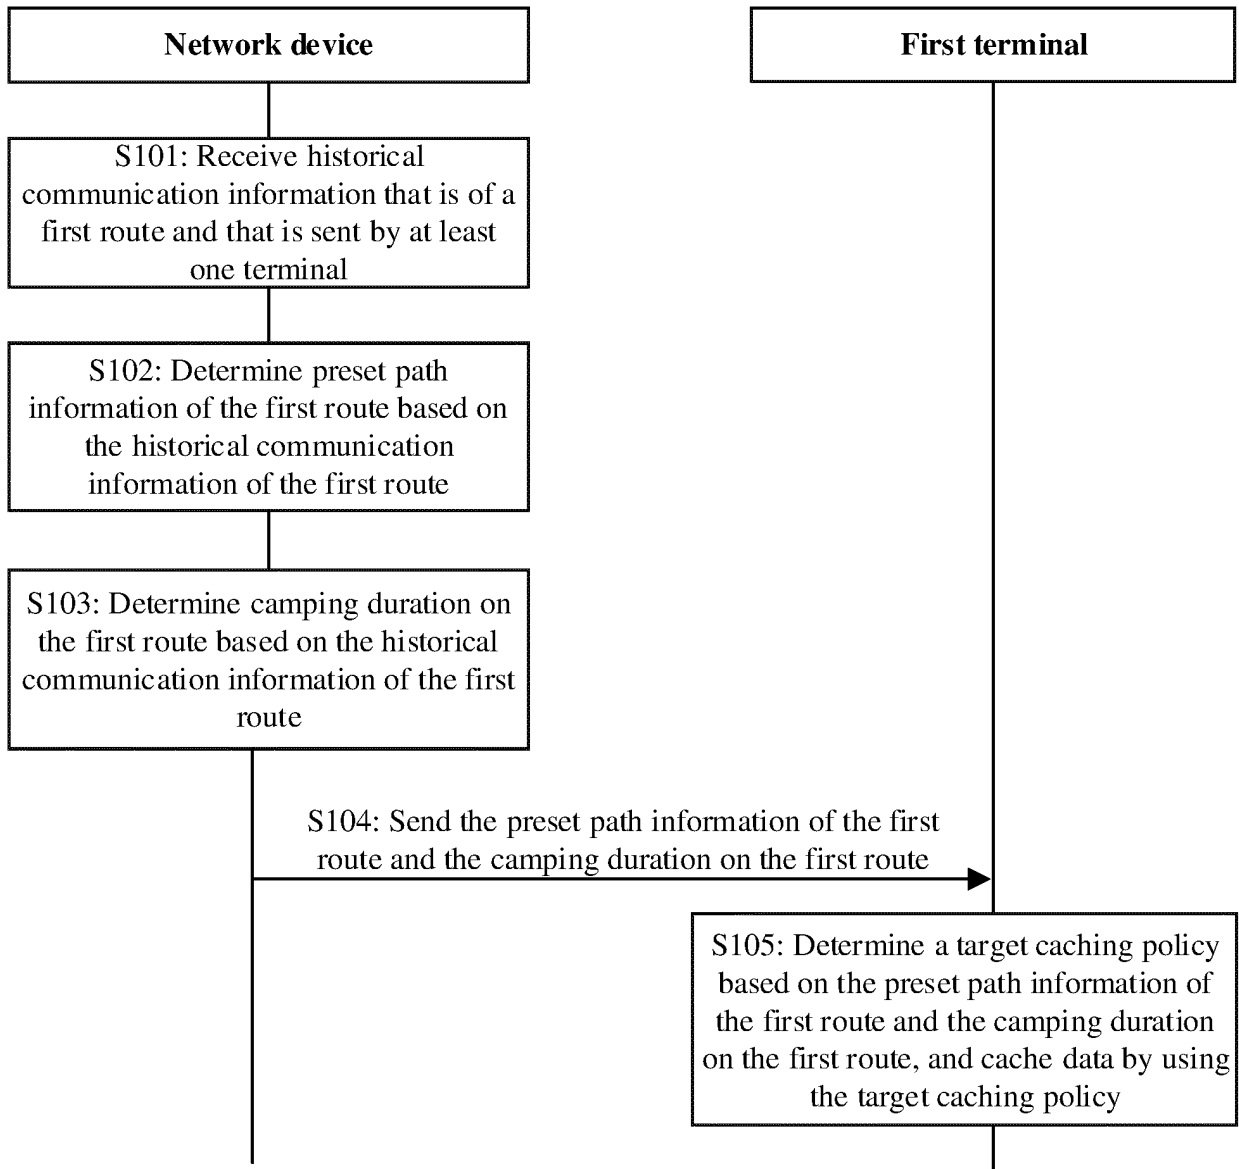 Network device
First terminal
S101: Receive historical
communication information that is of a
first route and that is sent by at least
one terminal
S102: Determine preset path
information of the first route based on
the historical communication
information of the first route
S103: Determine camping duration on
the first route based on the historical
communication information of the first
route
S104: Send the preset path information of the first
route and the camping duration on the first route
S105: Determine a target caching policy
based on the preset path information of
the first route and the camping duration
on the first route, and cache data by using
the target caching policy